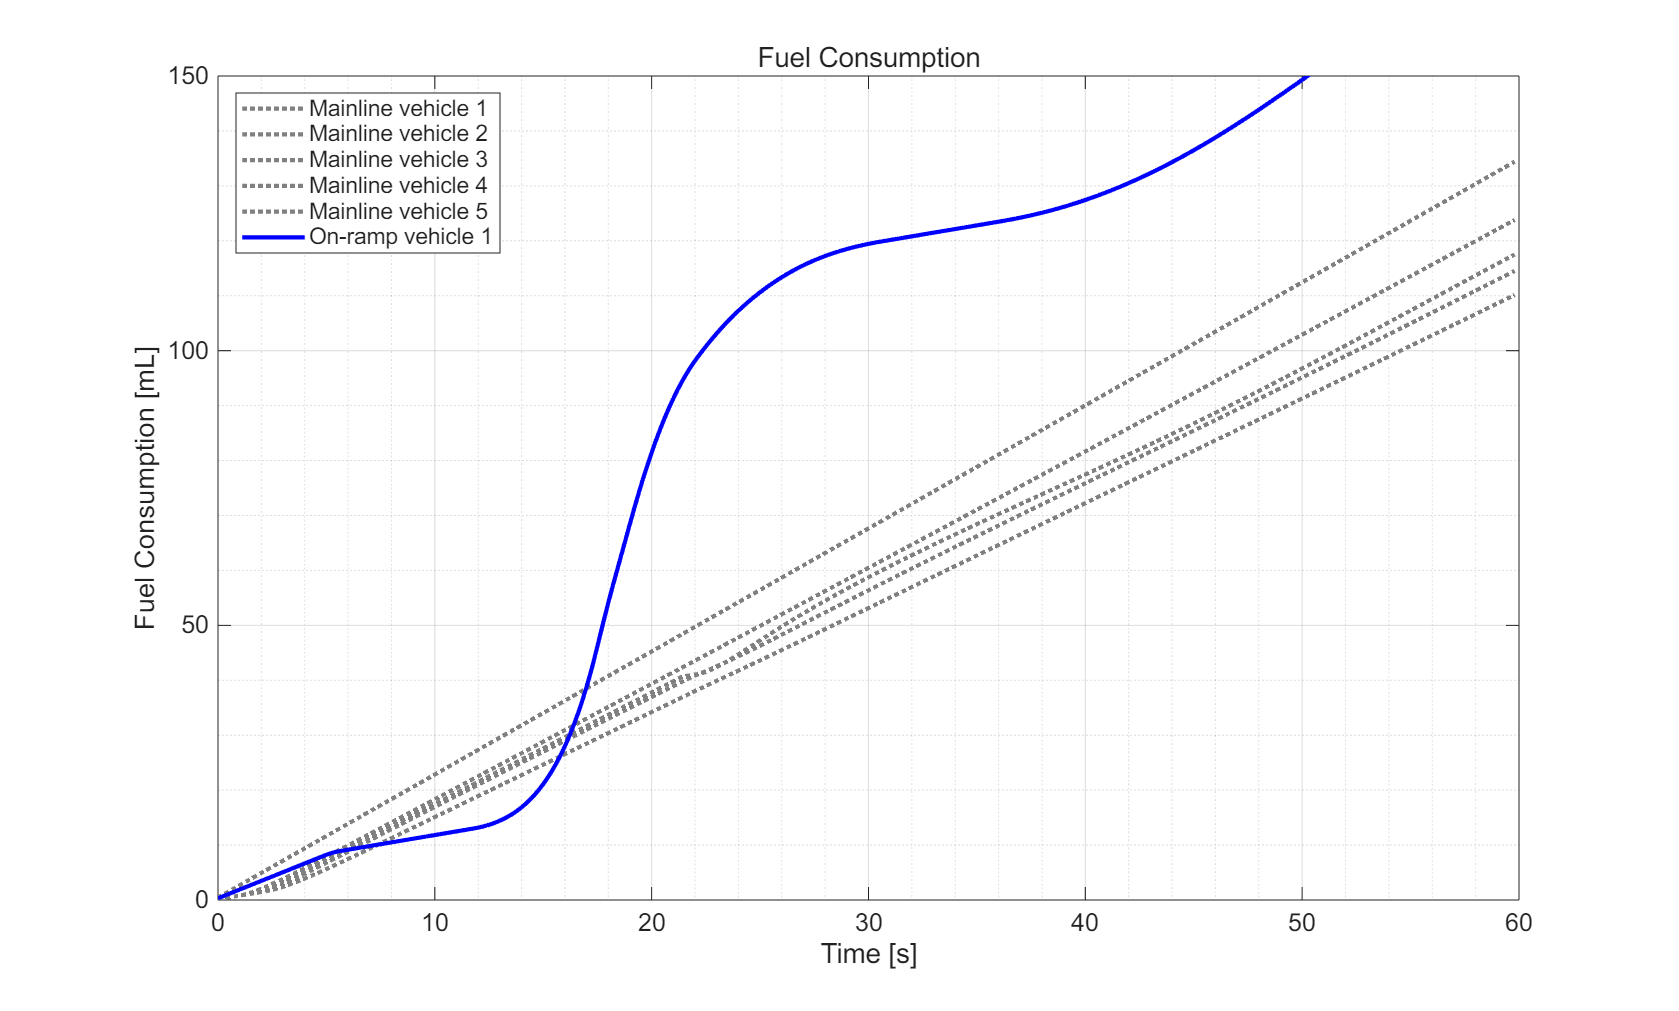 Fuel Consumption
150
Mainline vehicle 1
Mainline vehicle 2
Mainline vehicle 3
Mainline vehicle 4
Mainline vehicle 5
On-ramp vehicle 1
100
Fuel Consumption [mL]
50
0
0 10 20 30 40 50 60
Time [s]